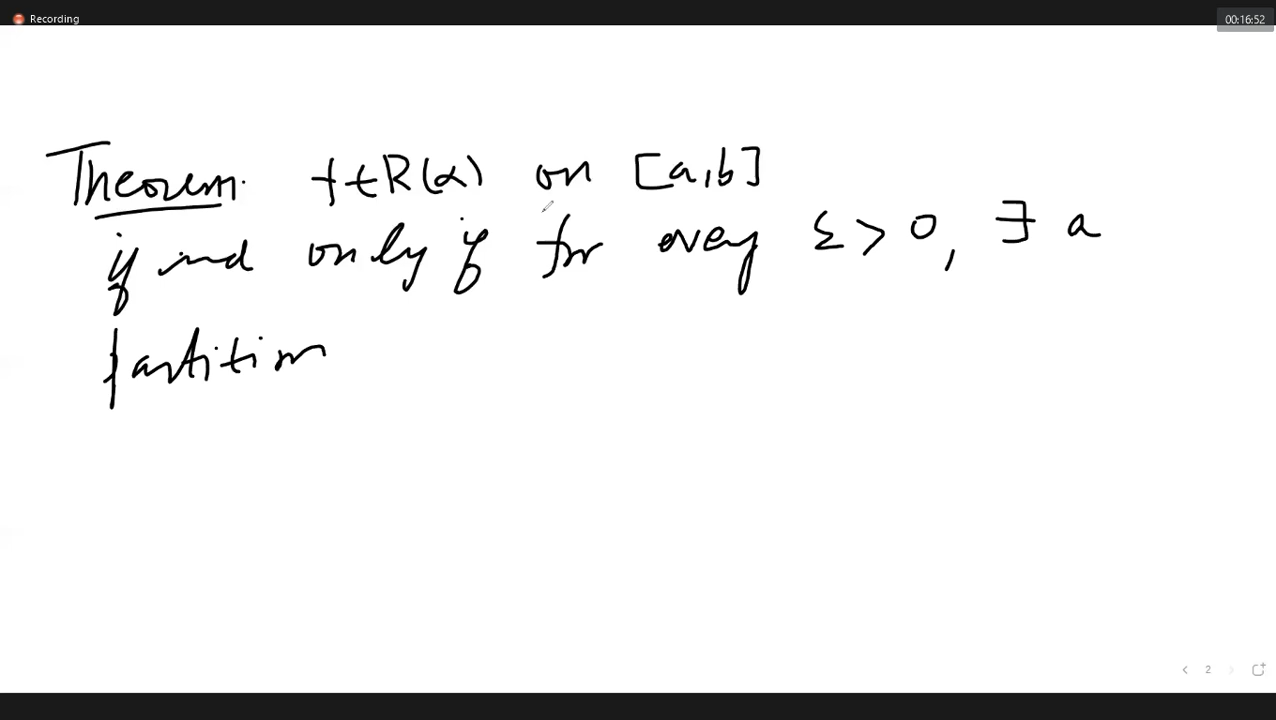 Recording
00:16:52
Theorem. f∈R(α) on [a,b]
if and only if for every ε > 0, ∃ a
partition
2